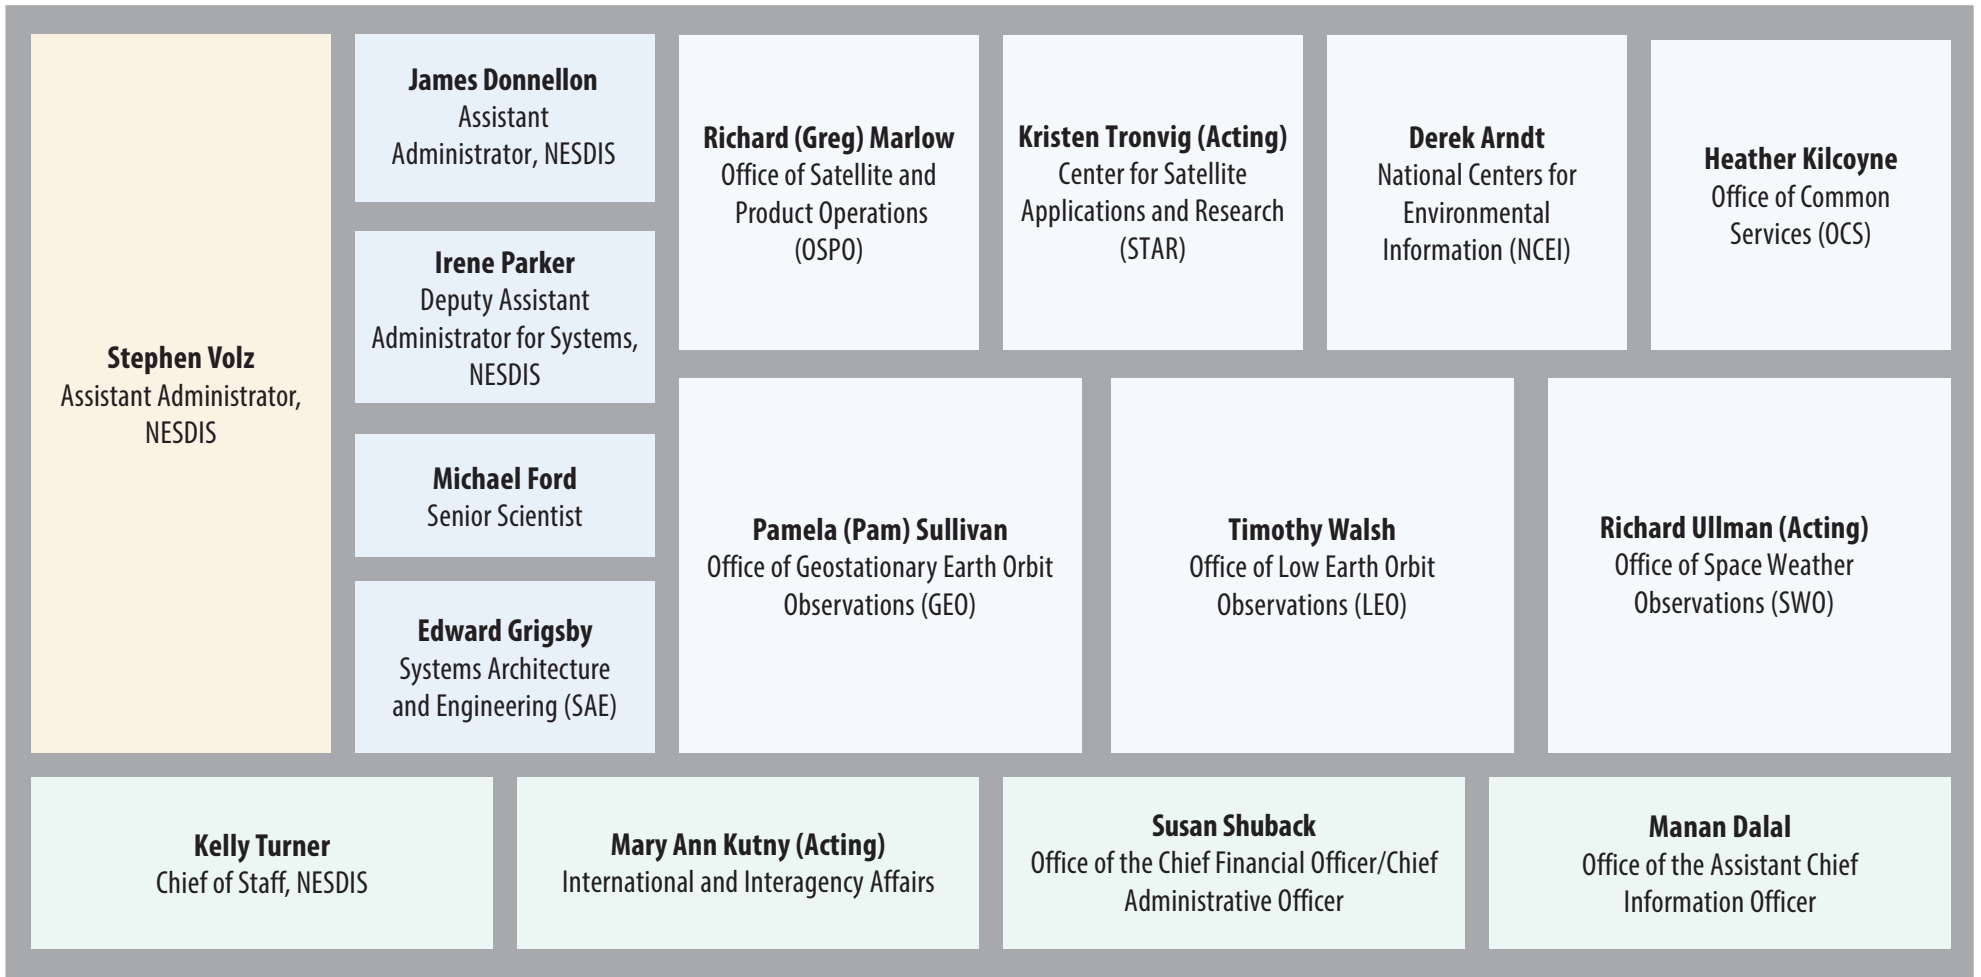 Stephen Volz
Assistant Administrator,
NESDIS
James Donnellon
Assistant
Administrator, NESDIS
Irene Parker
Deputy Assistant
Administrator for Systems,
NESDIS
Michael Ford
Senior Scientist
Edward Grigsby
Systems Architecture
and Engineering (SAE)
Richard (Greg) Marlow
Office of Satellite and
Product Operations
(OSPO)
Kristen Tronvig (Acting)
Center for Satellite
Applications and Research
(STAR)
Derek Arndt
National Centers for
Environmental
Information (NCEI)
Heather Kilcoyne
Office of Common
Services (OCS)
Pamela (Pam) Sullivan
Office of Geostationary Earth Orbit
Observations (GEO)
Timothy Walsh
Office of Low Earth Orbit
Observations (LEO)
Richard Ullman (Acting)
Office of Space Weather
Observations (SWO)
Kelly Turner
Chief of Staff, NESDIS
Mary Ann Kutny (Acting)
International and Interagency Affairs
Susan Shuback
Office of the Chief Financial Officer/Chief
Administrative Officer
Manan Dalal
Office of the Assistant Chief
Information Officer